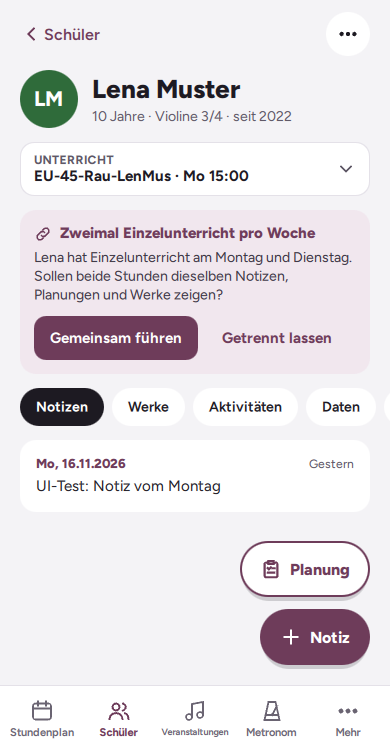 Schüler
LM
Lena Muster
10 Jahre · Violine 3/4 · seit 2022
UNTERRICHT
EU-45-Rau-LenMus · Mo 15:00
Zweimal Einzelunterricht pro Woche
Lena hat Einzelunterricht am Montag und Dienstag.
Sollen beide Stunden dieselben Notizen,
Planungen und Werke zeigen?
Gemeinsam führen
Getrennt lassen
Notizen
Werke
Aktivitäten
Daten
Mo, 16.11.2026
Gestern
UI-Test: Notiz vom Montag
Planung
Notiz
Stundenplan
Schüler
Veranstaltungen
Metronom
Mehr